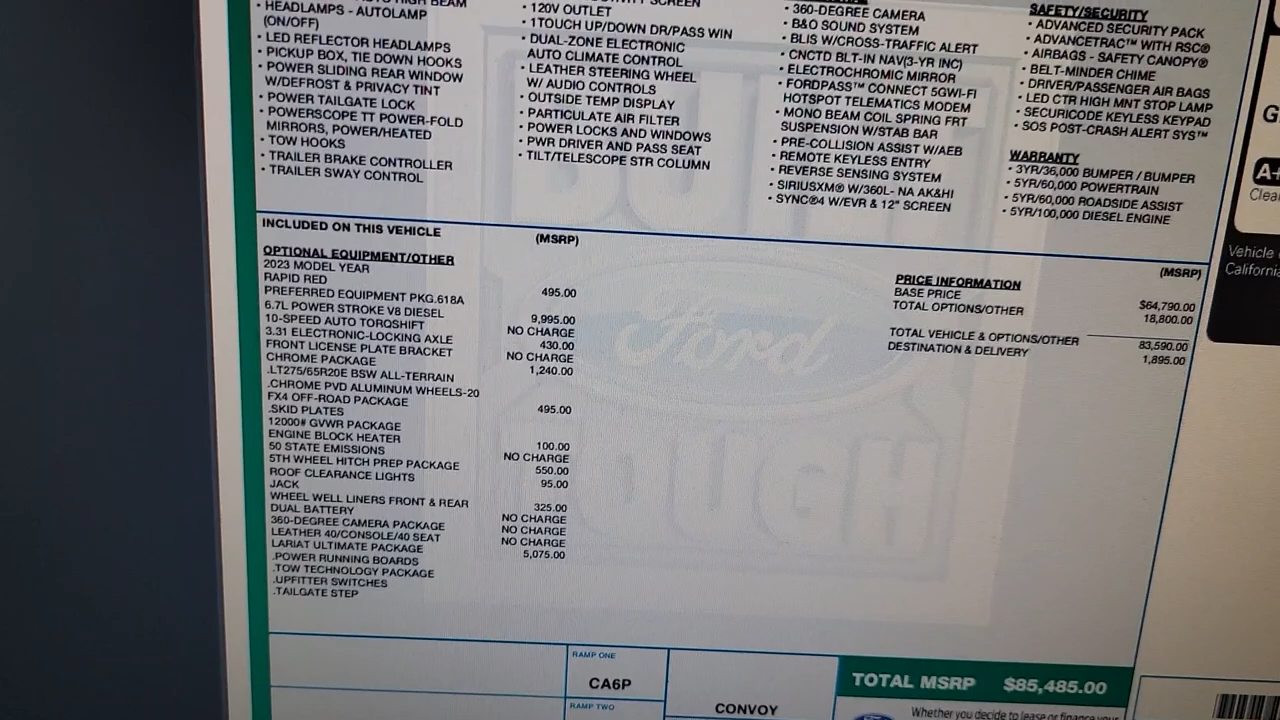 HIGH BEAM
• HEADLAMPS - AUTOLAMP
(ON/OFF)
• LED REFLECTOR HEADLAMPS
• PICKUP BOX, TIE DOWN HOOKS
• POWER SLIDING REAR WINDOW
W/DEFROST & PRIVACY TINT
• POWER TAILGATE LOCK
• POWERSCOPE TT POWER-FOLD
MIRRORS, POWER/HEATED
• TOW HOOKS
• TRAILER BRAKE CONTROLLER
• TRAILER SWAY CONTROL
SCREEN
• 120V OUTLET
• 1TOUCH UP/DOWN DR/PASS WIN
• DUAL-ZONE ELECTRONIC
AUTO CLIMATE CONTROL
• LEATHER STEERING WHEEL
W/ AUDIO CONTROLS
• OUTSIDE TEMP DISPLAY
• PARTICULATE AIR FILTER
• POWER LOCKS AND WINDOWS
• PWR DRIVER AND PASS SEAT
• TILT/TELESCOPE STR COLUMN
• 360-DEGREE CAMERA
• B&O SOUND SYSTEM
• BLIS W/CROSS-TRAFFIC ALERT
• CNCTD BLT-IN NAV(3-YR INC)
• ELECTROCHROMIC MIRROR
• FORDPASS™ CONNECT 5GWI-FI
HOTSPOT TELEMATICS MODEM
• MONO BEAM COIL SPRING FRT
SUSPENSION W/STAB BAR
• PRE-COLLISION ASSIST W/AEB
• REMOTE KEYLESS ENTRY
• REVERSE SENSING SYSTEM
• SIRIUSXM® W/360L- NA AK&HI
• SYNC®4 W/EVR & 12" SCREEN
SAFETY/SECURITY
• ADVANCED SECURITY PACK
• ADVANCETRAC™ WITH RSC®
• AIRBAGS - SAFETY CANOPY®
• BELT-MINDER CHIME
• DRIVER/PASSENGER AIR BAGS
• LED CTR HIGH MNT STOP LAMP
• SECURICODE KEYLESS KEYPAD
• SOS POST-CRASH ALERT SYS™
WARRANTY
• 3YR/36,000 BUMPER / BUMPER
• 5YR/60,000 POWERTRAIN
• 5YR/60,000 ROADSIDE ASSIST
• 5YR/100,000 DIESEL ENGINE
INCLUDED ON THIS VEHICLE (MSRP)
OPTIONAL EQUIPMENT/OTHER
2023 MODEL YEAR
RAPID RED 495.00
PREFERRED EQUIPMENT PKG.618A
6.7L POWER STROKE V8 DIESEL 9,995.00
10-SPEED AUTO TORQSHIFT NO CHARGE
3.31 ELECTRONIC-LOCKING AXLE 430.00
FRONT LICENSE PLATE BRACKET NO CHARGE
CHROME PACKAGE 1,240.00
.LT275/65R20E BSW ALL-TERRAIN
.CHROME PVD ALUMINUM WHEELS-20
FX4 OFF-ROAD PACKAGE 495.00
.SKID PLATES
12000# GVWR PACKAGE
ENGINE BLOCK HEATER 100.00
50 STATE EMISSIONS NO CHARGE
5TH WHEEL HITCH PREP PACKAGE 550.00
ROOF CLEARANCE LIGHTS 95.00
JACK
WHEEL WELL LINERS FRONT & REAR 325.00
DUAL BATTERY NO CHARGE
360-DEGREE CAMERA PACKAGE NO CHARGE
LEATHER 40/CONSOLE/40 SEAT NO CHARGE
LARIAT ULTIMATE PACKAGE 5,075.00
.POWER RUNNING BOARDS
.TOW TECHNOLOGY PACKAGE
.UPFITTER SWITCHES
.TAILGATE STEP
(MSRP)
PRICE INFORMATION
BASE PRICE $64,790.00
TOTAL OPTIONS/OTHER 18,800.00
TOTAL VEHICLE & OPTIONS/OTHER 83,590.00
DESTINATION & DELIVERY 1,895.00
BUILT
Ford
TOUGH
RAMP ONE
CA6P
RAMP TWO
CONVOY
TOTAL MSRP $85,485.00
Whether you decide to lease or finance your
G
A+
Clea
Vehicle
California